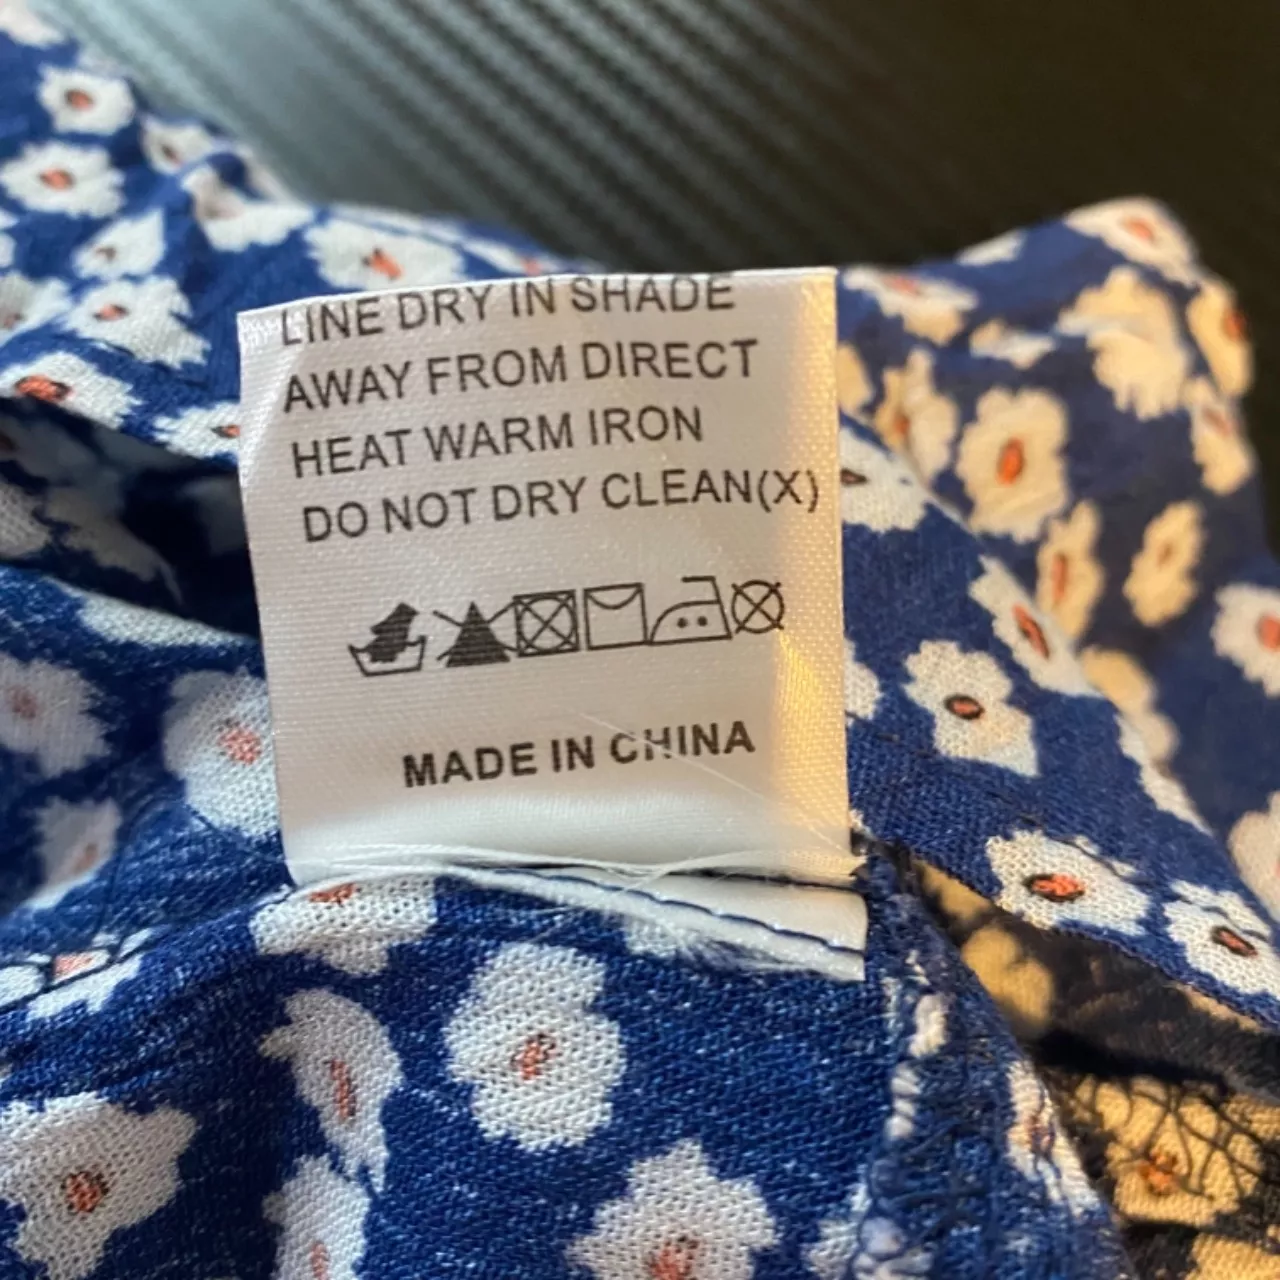 LINE DRY IN SHADE
AWAY FROM DIRECT
HEAT WARM IRON
DO NOT DRY CLEAN(X)
MADE IN CHINA